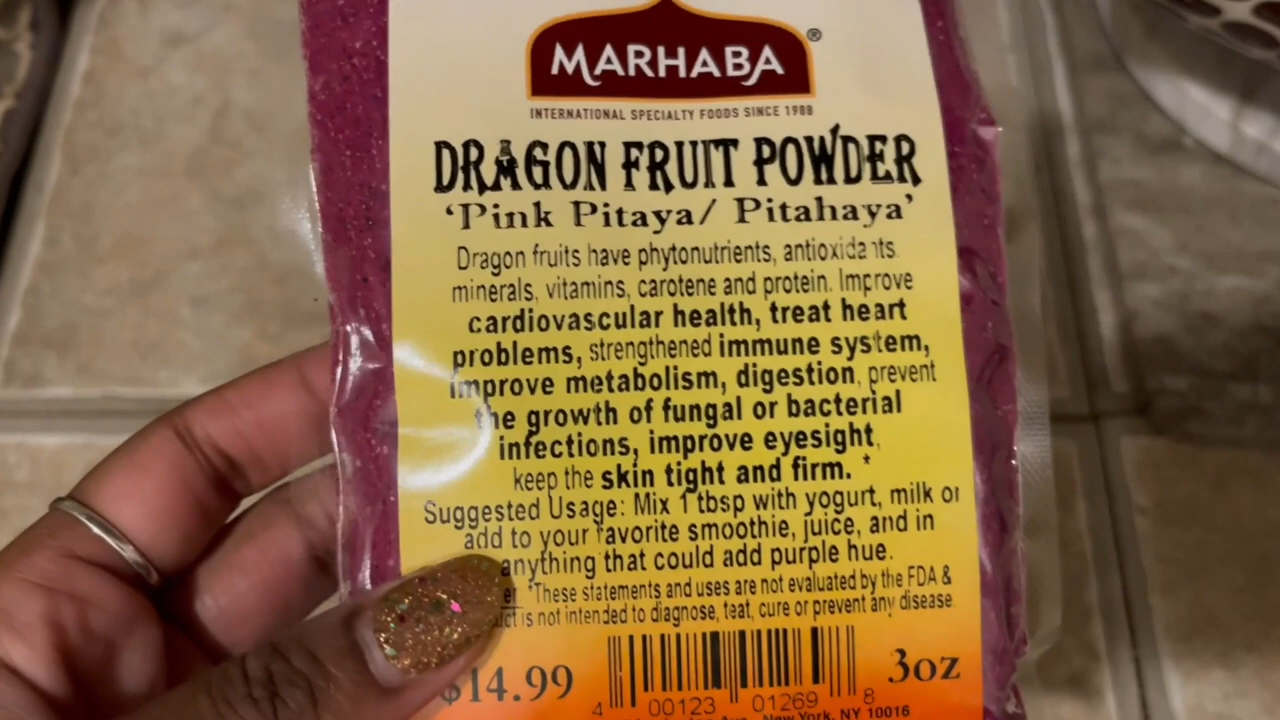 MARHABA®
INTERNATIONAL SPECIALTY FOODS SINCE 1988
DRAGON FRUIT POWDER
'Pink Pitaya/ Pitahaya'
Dragon fruits have phytonutrients, antioxidants.
minerals, vitamins, carotene and protein. Improve
cardiovascular health, treat heart
problems, strengthened immune system,
improve metabolism, digestion, prevent
the growth of fungal or bacterial
infections, improve eyesight,
keep the skin tight and firm. *
Suggested Usage: Mix 1 tbsp with yogurt, milk or
add to your favorite smoothie, juice, and in
anything that could add purple hue.
*These statements and uses are not evaluated by the FDA &
is not intended to diagnose, teat, cure or prevent any disease
$14.99
3oz
4 00123 01269 8
Ave., New York, NY 10016